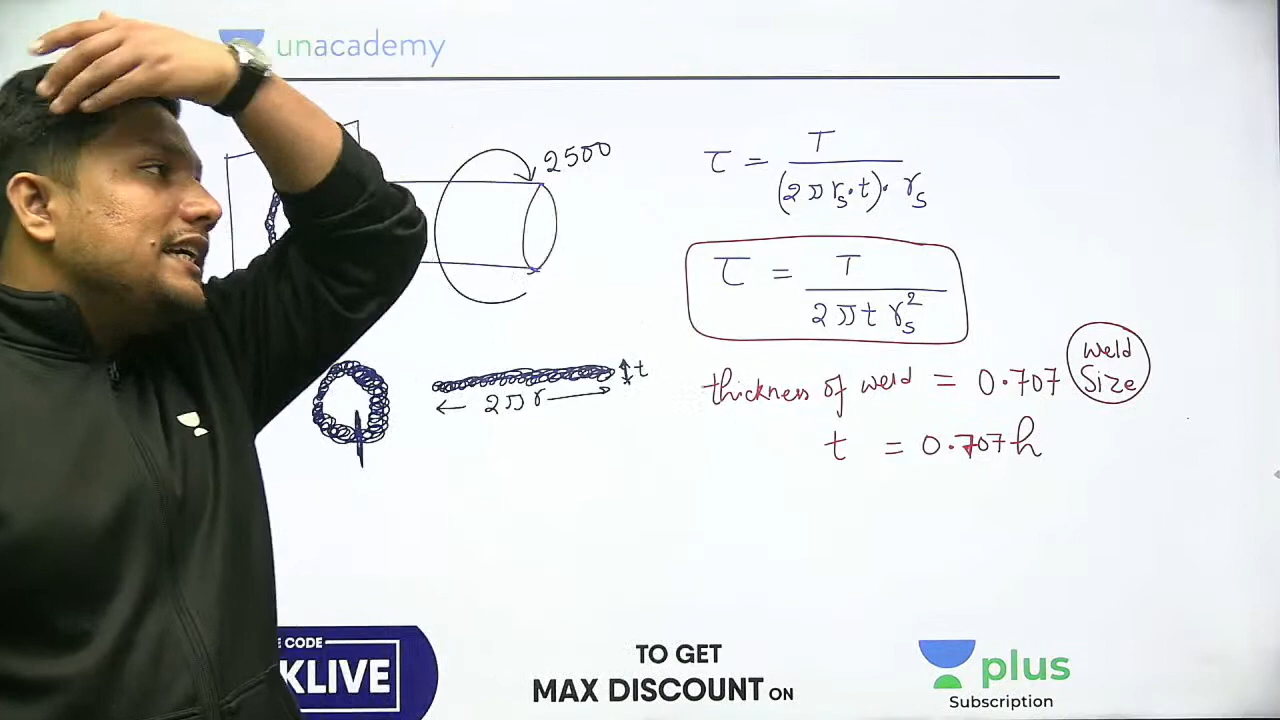 unacademy
2500
τ = T
(2πrs·t)·rs
τ = T
2πt rs²
t
2πr
thickness of weld = 0.707 weld Size
t = 0.707h
E CODE
KLIVE
TO GET
MAX DISCOUNT ON
plus
Subscription